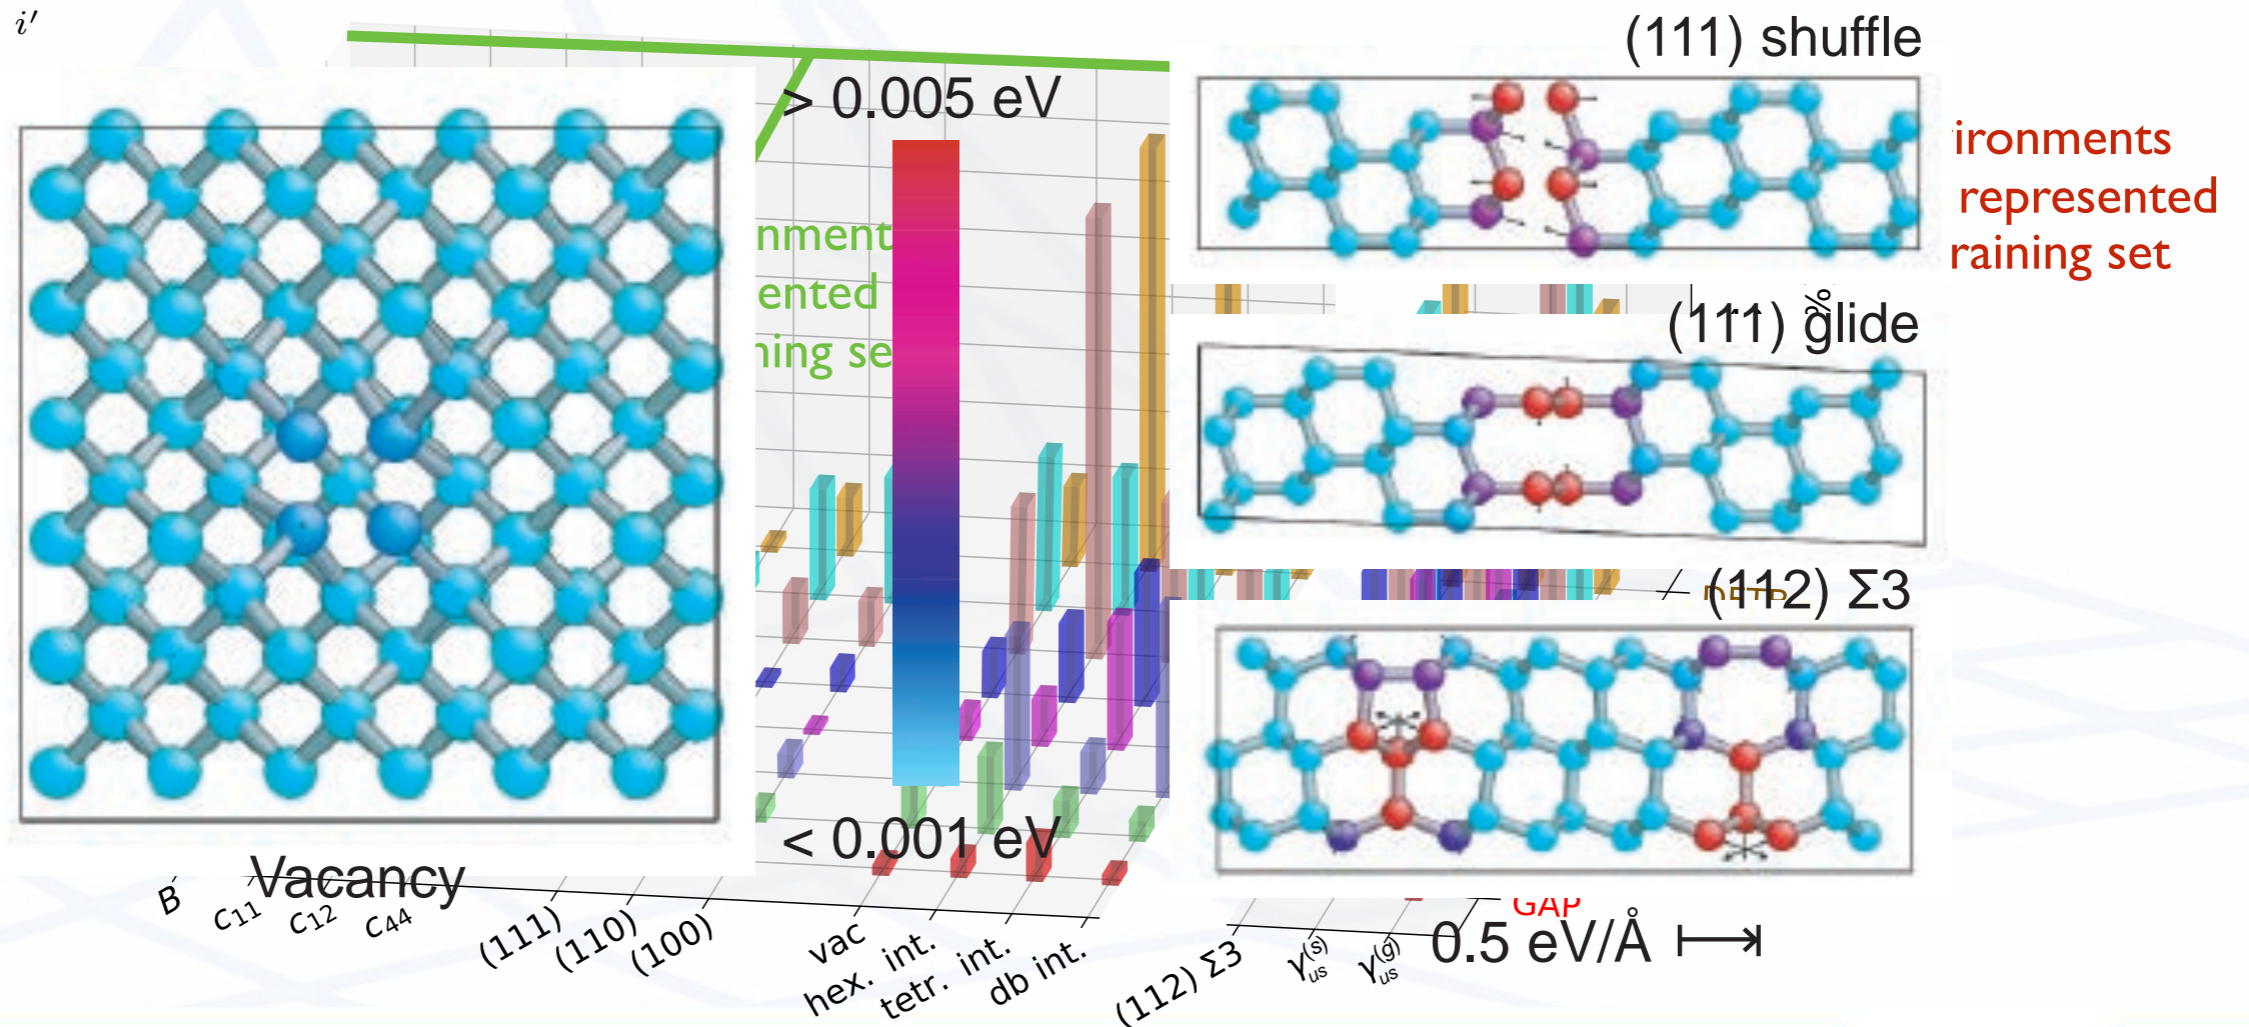 i′
(111) shuffle
> 0.005 eV
ironments
represented
raining set
nment
ented
ning se
%
(111) glide
(112) Σ3
< 0.001 eV
Vacancy
GAP
0.5 eV/Å
B
c11
c12
c44
(111)
(110)
(100)
vac
hex. int.
tetr. int.
db int.
(112) Σ3
γus(s)
γus(g)